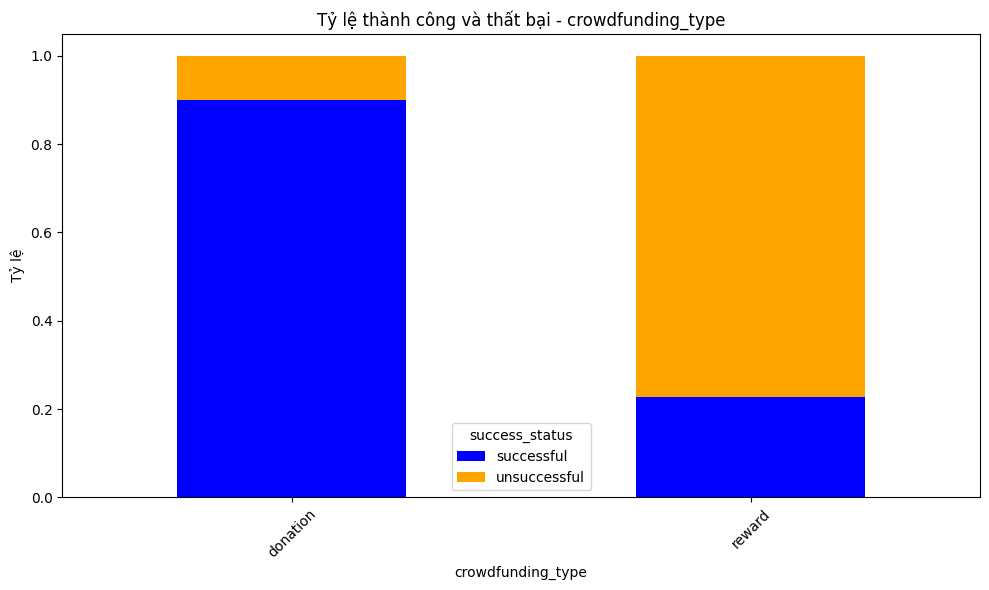 Tỷ lệ thành công và thất bại - crowdfunding_type
Tỷ lệ
1.0
0.8
0.6
0.4
0.2
0.0
success_status
successful
unsuccessful
donation
reward
crowdfunding_type